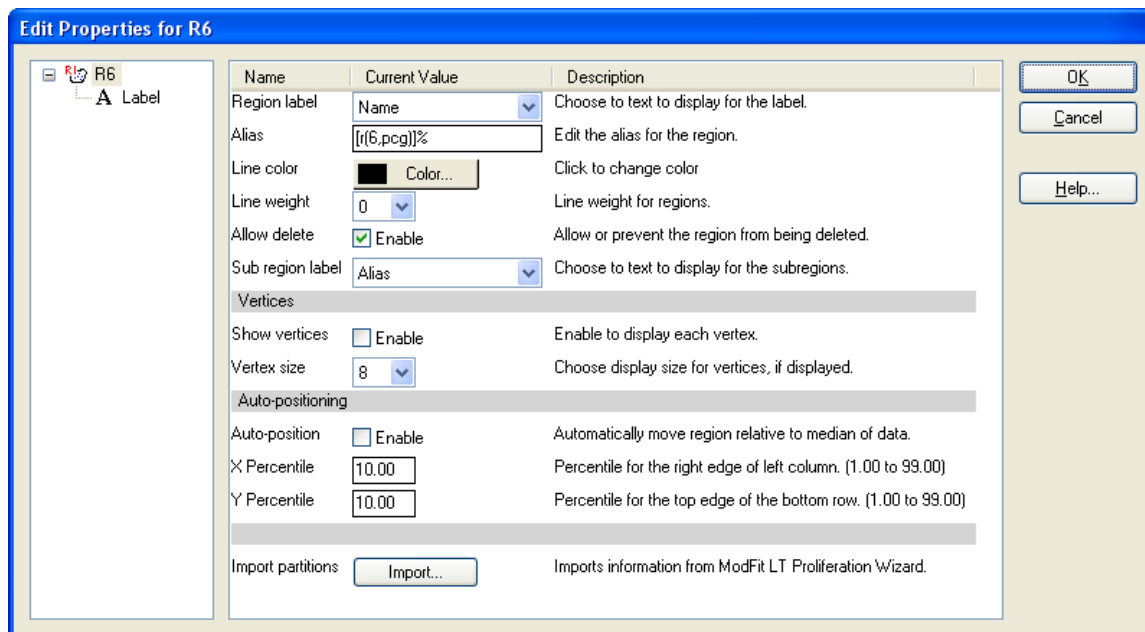 Edit Properties for R6
R6
Label
Name Current Value Description
Region label Name Choose to text to display for the label.
Alias [r(6,pcg)]% Edit the alias for the region.
Line color Color... Click to change color
Line weight 0 Line weight for regions.
Allow delete Enable Allow or prevent the region from being deleted.
Sub region label Alias Choose to text to display for the subregions.
Vertices
Show vertices Enable Enable to display each vertex.
Vertex size 8 Choose display size for vertices, if displayed.
Auto-positioning
Auto-position Enable Automatically move region relative to median of data.
X Percentile 10.00 Percentile for the right edge of left column. (1.00 to 99.00)
Y Percentile 10.00 Percentile for the top edge of the bottom row. (1.00 to 99.00)
Import partitions Import... Imports information from ModFit LT Proliferation Wizard.
OK
Cancel
Help...